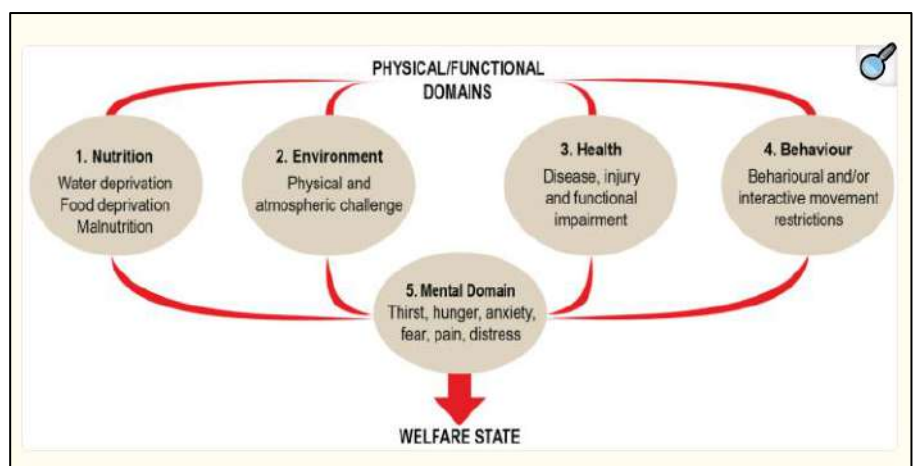 PHYSICAL/FUNCTIONAL
DOMAINS
1. Nutrition
Water deprivation
Food deprivation
Malnutrition
2. Environment
Physical and
atmospheric challenge
3. Health
Disease, injury
and functional
impairment
4. Behaviour
Beharioural and/or
interactive movement
restrictions
5. Mental Domain
Thirst, hunger, anxiety,
fear, pain, distress
WELFARE STATE